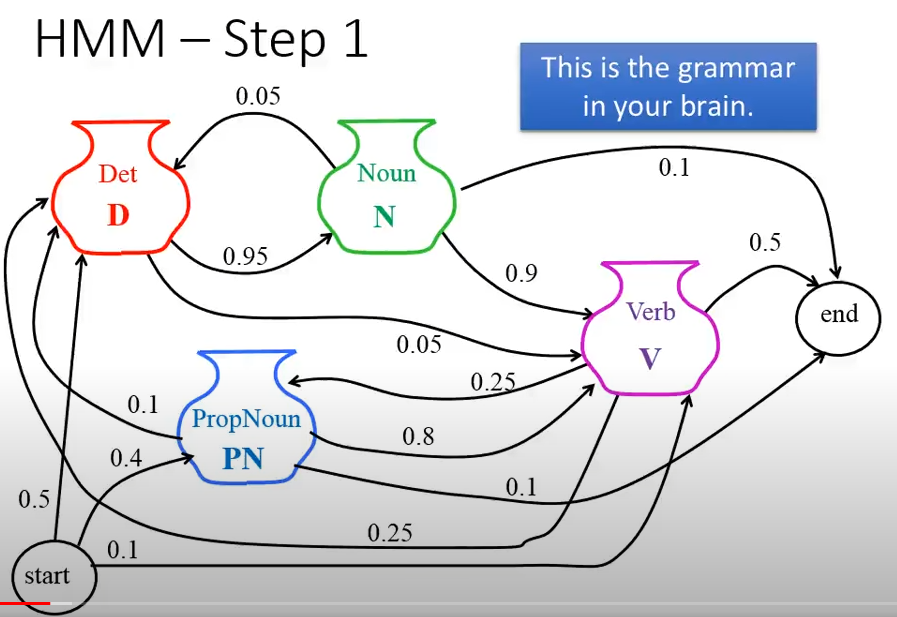 HMM – Step 1
This is the grammar
in your brain.
0.05
Det
D
Noun
N
0.1
0.95
0.9
0.5
Verb
V
end
0.05
0.25
PropNoun
PN
0.1
0.8
0.4
0.1
0.5
0.25
0.1
start